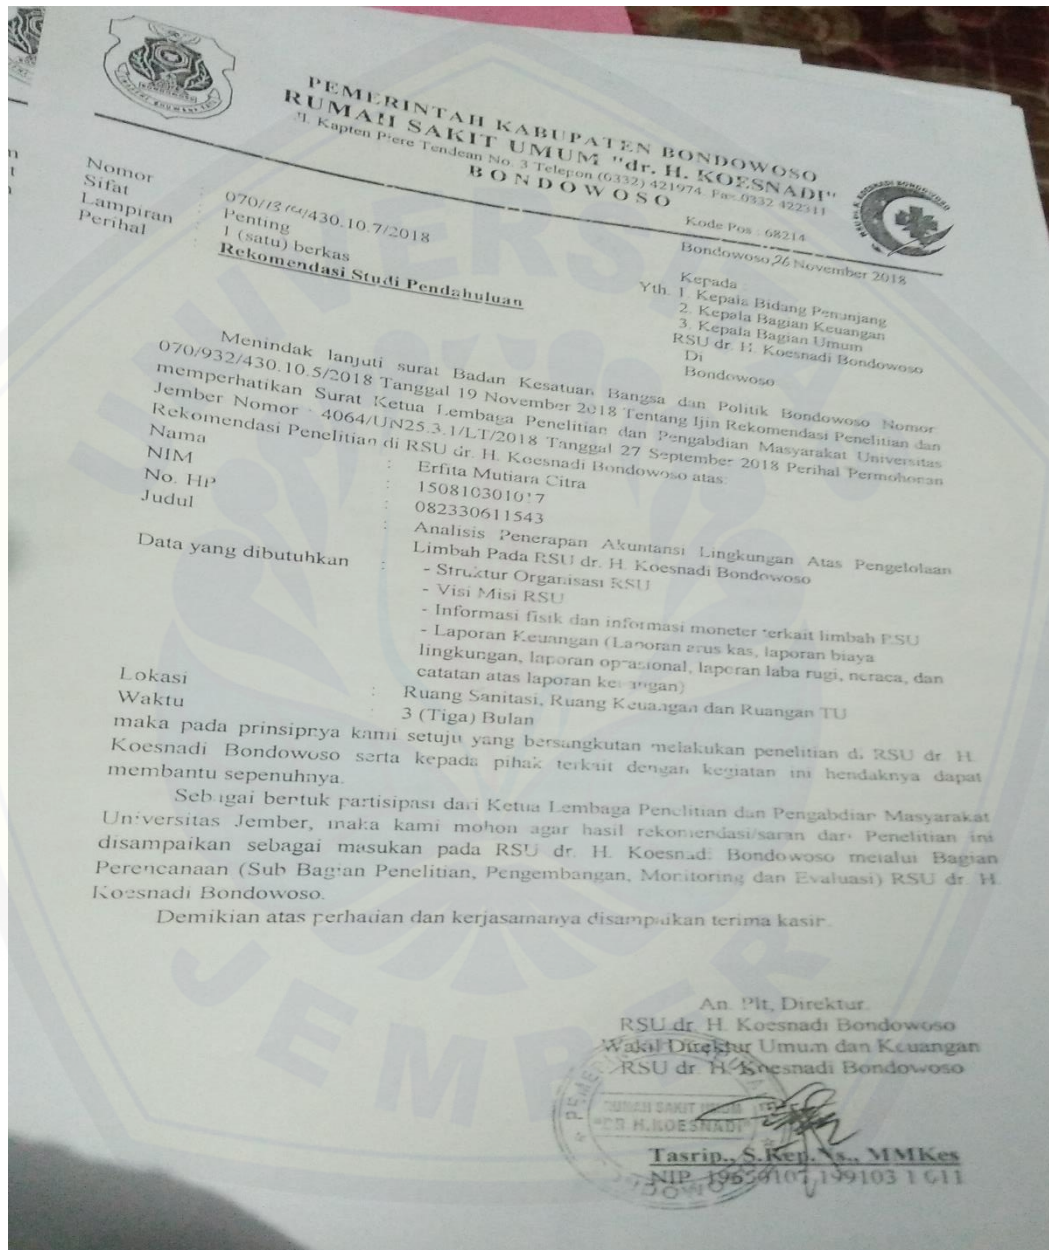 PEMERINTAH KABUPATEN BONDOWOSO
RUMAH SAKIT UMUM "dr. H. KOESNADI"
Jl. Kapten Piere Tendean No. 3 Telepon (0332) 421974 Fax. 0332 422311
BONDOWOSO
Kode Pos : 68214
Bondowoso, 26 November 2018
Nomor : 070/ /430.10.7/2018
Sifat : Penting
Lampiran : 1 (satu) berkas
Perihal : Rekomendasi Studi Pendahuluan
Kepada
Yth. 1. Kepala Bidang Penunjang
2. Kepala Bagian Keuangan
3. Kepala Bagian Umum
RSU dr. H. Koesnadi Bondowoso
Di
Bondowoso
Menindak lanjuti surat Badan Kesatuan Bangsa dan Politik Bondowoso Nomor
070/932/430.10.5/2018 Tanggal 19 November 2018 Tentang Ijin Rekomendasi Penelitian dan
memperhatikan Surat Ketua Lembaga Penelitian dan Pengabdian Masyarakat Universitas
Jember Nomor : 4064/UN25.3.1/LT/2018 Tanggal 27 September 2018 Perihal Permohonan
Rekomendasi Penelitian di RSU dr. H. Koesnadi Bondowoso atas
Nama : Erfita Mutiara Citra
NIM :
No. HP : 082330611543
Judul : Analisis Penerapan Akuntansi Lingkungan Atas Pengelolaan
Limbah Pada RSU dr. H. Koesnadi Bondowoso
Data yang dibutuhkan : - Struktur Organisasi RSU
- Visi Misi RSU
- Informasi fisik dan informasi moneter terkait limbah RSU
- Laporan Keuangan (Laporan arus kas, laporan biaya
lingkungan, laporan oprasional, laporan laba rugi, neraca, dan
catatan atas laporan keuangan)
Lokasi : Ruang Sanitasi, Ruang Keuangan dan Ruangan TU
Waktu : 3 (Tiga) Bulan
maka pada prinsipnya kami setuju yang bersangkutan melakukan penelitian di RSU dr. H.
Koesnadi Bondowoso serta kepada pihak terkait dengan kegiatan ini hendaknya dapat
membantu sepenuhnya.
Sebagai bentuk partisipasi dari Ketua Lembaga Penelitian dan Pengabdian Masyarakat
Universitas Jember, maka kami mohon agar hasil rekomendasi/saran dari Penelitian ini
disampaikan sebagai masukan pada RSU dr. H. Koesnadi Bondowoso melalui Bagian
Perencanaan (Sub Bagian Penelitian, Pengembangan, Monitoring dan Evaluasi) RSU dr. H.
Koesnadi Bondowoso.
Demikian atas perhatian dan kerjasamanya disampaikan terima kasih.
An. Plt, Direktur
RSU dr. H. Koesnadi Bondowoso
Wakil Direktur Umum dan Keuangan
RSU dr. H. Koesnadi Bondowoso
RUMAH SAKIT UMUM
"DR. H. KOESNADI"
BONDOWOSO
Tasrip., S.Kep.Ns., MMKes
NIP.
UNIVERSITAS
JEMBER